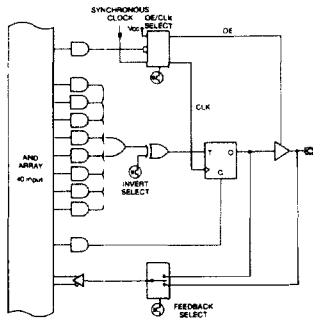 SYNCHRONOUS
CLOCK
OE/CLK
SELECT
Vcc
OE
CLK
AND
ARRAY
40 input
T Q
C
INVERT
SELECT
FEEDBACK
SELECT